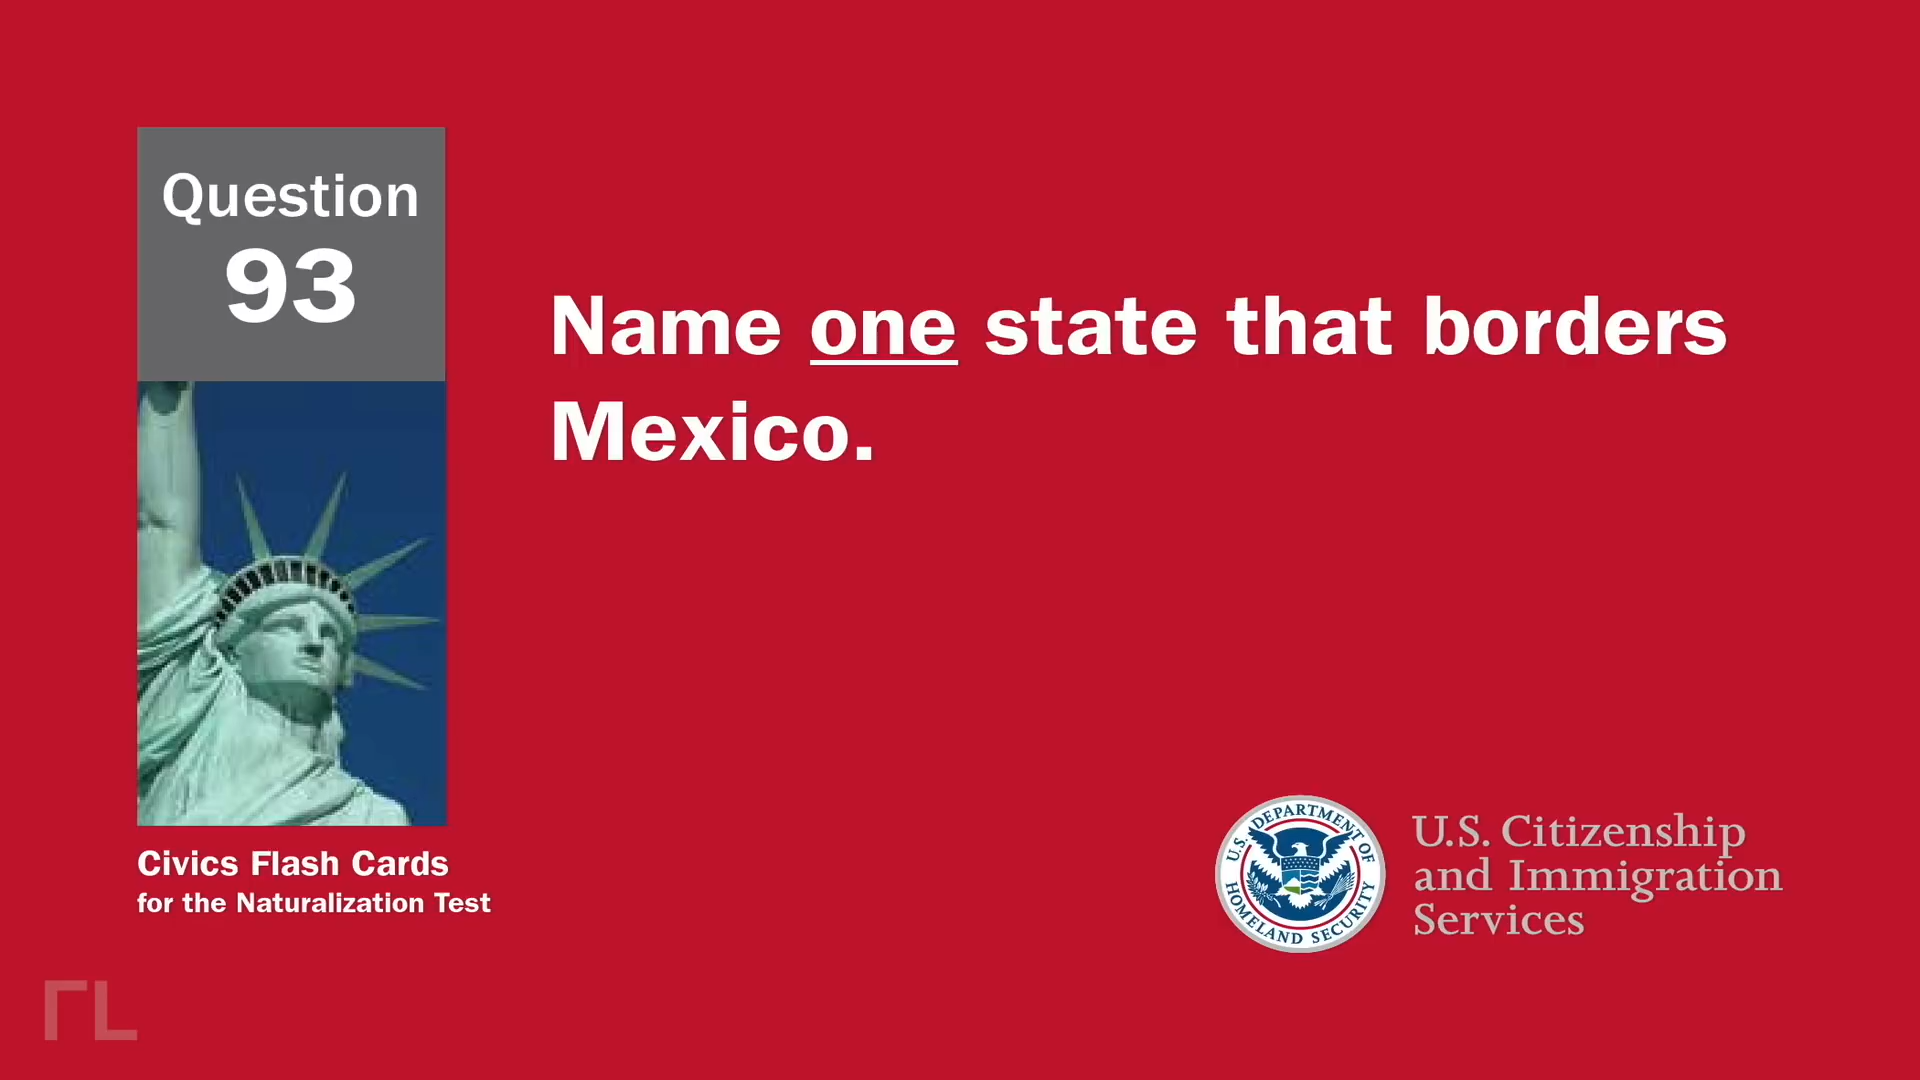 Question
93
Name one state that borders
Mexico.
Civics Flash Cards
for the Naturalization Test
U.S. DEPARTMENT OF
HOMELAND SECURITY
U.S. Citizenship
and Immigration
Services